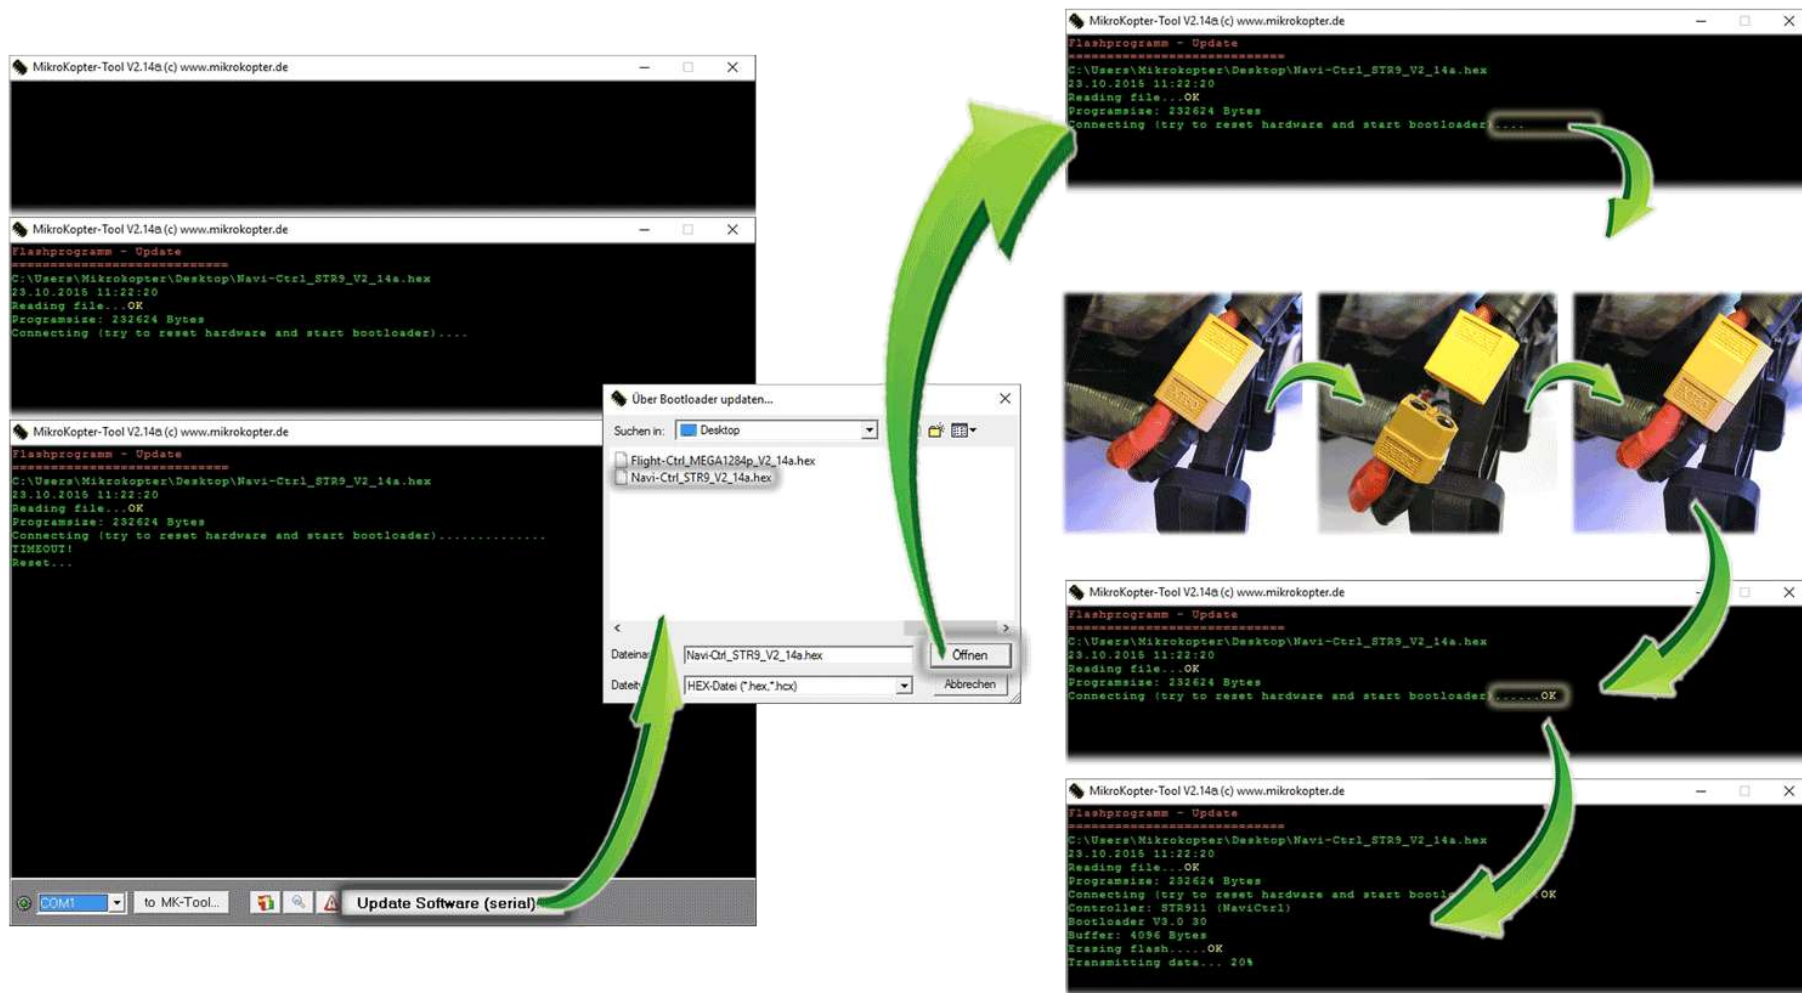 MikroKopter-Tool V2.14a (c) www.mikrokopter.de
MikroKopter-Tool V2.14a (c) www.mikrokopter.de
Flashprogramm - Update
============================
C:\Users\Mikrokopter\Desktop\Navi-Ctrl_STR9_V2_14a.hex
23.10.2015 11:22:20
Reading file...OK
Programsize: 232624 Bytes
Connecting (try to reset hardware and start bootloader)....
MikroKopter-Tool V2.14a (c) www.mikrokopter.de
Flashprogramm - Update
============================
C:\Users\Mikrokopter\Desktop\Navi-Ctrl_STR9_V2_14a.hex
23.10.2015 11:22:20
Reading file...OK
Programsize: 232624 Bytes
Connecting (try to reset hardware and start bootloader)..............
TIMEOUT!
Reset...
COM1 to MK-Tool... Update Software (serial)
Über Bootloader updaten...
Suchen in: Desktop
Flight-Ctrl_MEGA1284p_V2_14a.hex
Navi-Ctrl_STR9_V2_14a.hex
Dateina Navi-Ctrl_STR9_V2_14a.hex Öffnen
Datei HEX-Datei (*.hex,*.hcx) Abbrechen
MikroKopter-Tool V2.14a (c) www.mikrokopter.de
Flashprogramm - Update
============================
C:\Users\Mikrokopter\Desktop\Navi-Ctrl_STR9_V2_14a.hex
23.10.2015 11:22:20
Reading file...OK
Programsize: 232624 Bytes
Connecting (try to reset hardware and start bootloader)....
MikroKopter-Tool V2.14a (c) www.mikrokopter.de
Flashprogramm - Update
============================
C:\Users\Mikrokopter\Desktop\Navi-Ctrl_STR9_V2_14a.hex
23.10.2015 11:22:20
Reading file...OK
Programsize: 232624 Bytes
Connecting (try to reset hardware and start bootloader)......OK
MikroKopter-Tool V2.14a (c) www.mikrokopter.de
Flashprogramm - Update
============================
C:\Users\Mikrokopter\Desktop\Navi-Ctrl_STR9_V2_14a.hex
23.10.2015 11:22:20
Reading file...OK
Programsize: 232624 Bytes
Connecting (try to reset hardware and start bootl OK
Controller: STR911 (NaviCtrl)
Bootloader V3.0 30
Buffer: 4096 Bytes
Erasing flash.....OK
Transmitting data... 20%